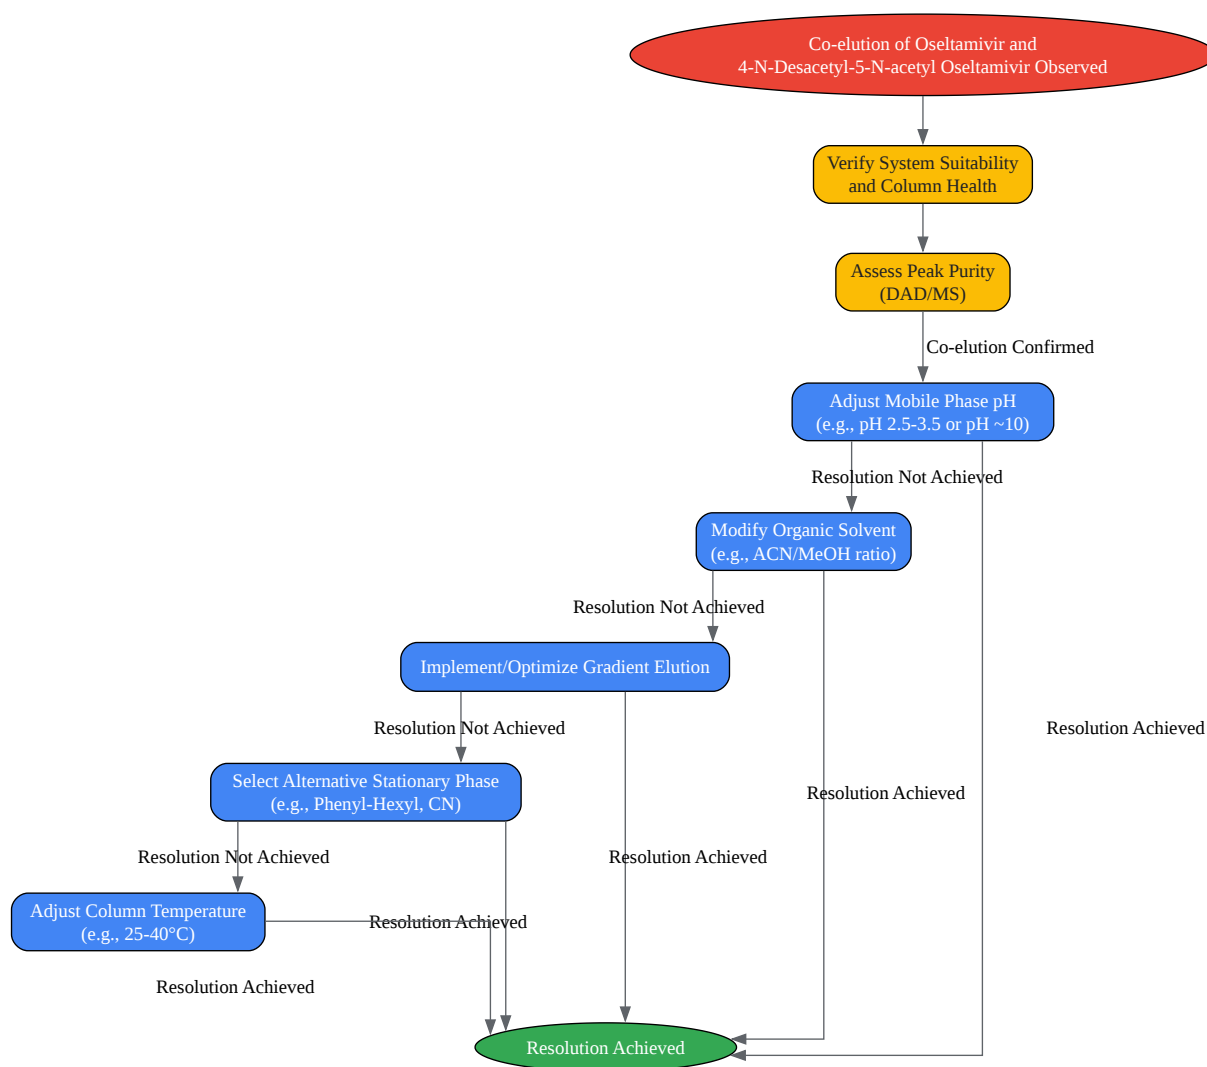 Co-elution of Oseltamivir and
4-N-Desacetyl-5-N-acetyl Oseltamivir Observed
Verify System Suitability
and Column Health
Assess Peak Purity
(DAD/MS)
Co-elution Confirmed
Adjust Mobile Phase pH
(e.g., pH 2.5-3.5 or pH ~10)
Resolution Not Achieved
Modify Organic Solvent
(e.g., ACN/MeOH ratio)
Resolution Not Achieved
Implement/Optimize Gradient Elution
Resolution Not Achieved
Resolution Achieved
Select Alternative Stationary Phase
(e.g., Phenyl-Hexyl, CN)
Resolution Achieved
Resolution Not Achieved
Resolution Achieved
Adjust Column Temperature
(e.g., 25-40°C)
Resolution Achieved
Resolution Achieved
Resolution Achieved